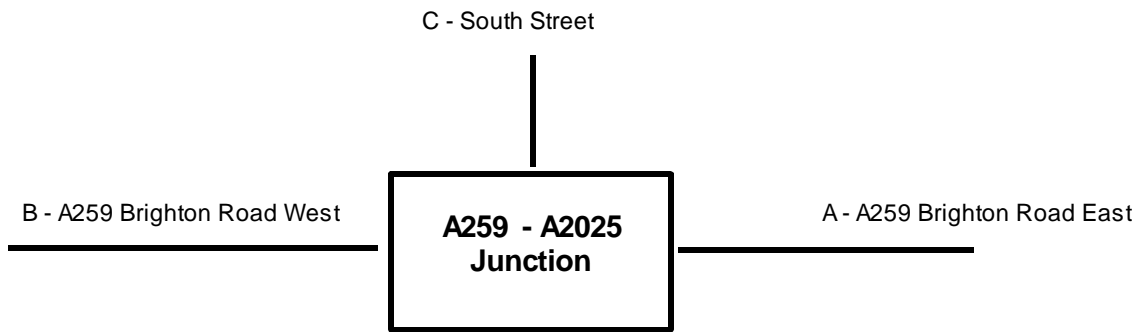 C - South Street
B - A259 Brighton Road West
A - A259 Brighton Road East
A259 - A2025
Junction